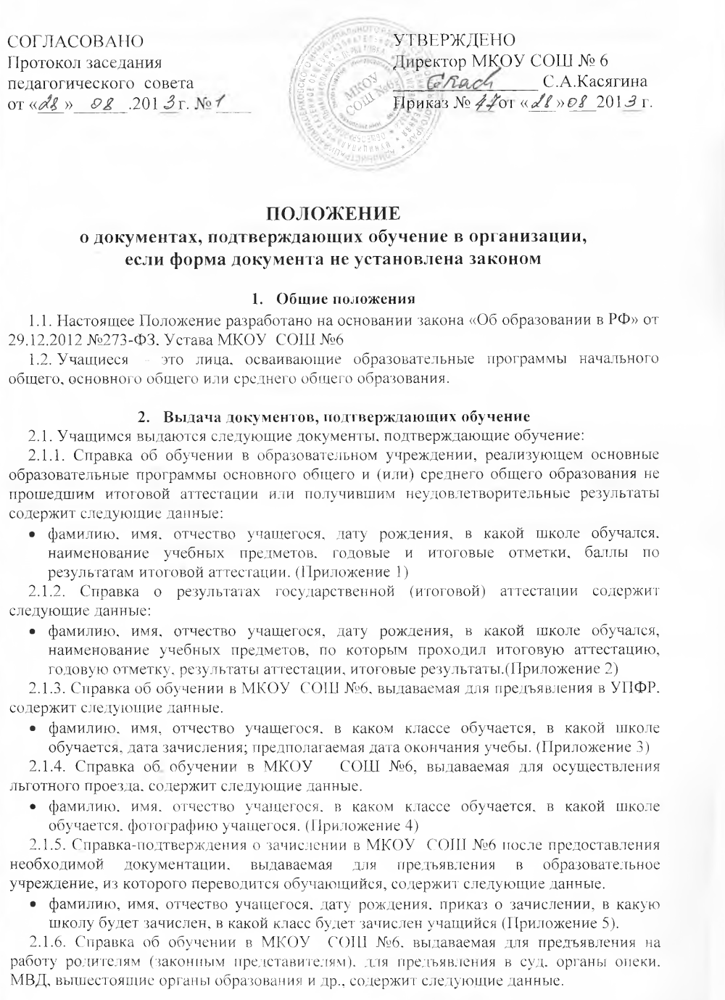 СОГЛАСОВАНО
Протокол заседания
педагогического совета
от «28 » 08 .2013 г. № 1
УТВЕРЖДЕНО
Директор МКОУ СОШ № 6
С.А.Касягина
Приказ № 47 от «28 » 08 2013 г.
МКОУ
СОШ №6
ПОЛОЖЕНИЕ
о документах, подтверждающих обучение в организации,
если форма документа не установлена законом
1. Общие положения
1.1. Настоящее Положение разработано на основании закона «Об образовании в РФ» от
29.12.2012 №273-ФЗ. Устава МКОУ СОШ №6
1.2. Учащиеся - это лица, осваивающие образовательные программы начального
общего, основного общего или среднего общего образования.
2. Выдача документов, подтверждающих обучение
2.1. Учащимся выдаются следующие документы, подтверждающие обучение:
2.1.1. Справка об обучении в образовательном учреждении, реализующем основные
образовательные программы основного общего и (или) среднего общего образования не
прошедшим итоговой аттестации или получившим неудовлетворительные результаты
содержит следующие данные:
• фамилию, имя, отчество учащегося, дату рождения, в какой школе обучался,
наименование учебных предметов, годовые и итоговые отметки, баллы по
результатам итоговой аттестации. (Приложение 1)
2.1.2. Справка о результатах государственной (итоговой) аттестации содержит
следующие данные:
• фамилию, имя, отчество учащегося, дату рождения, в какой школе обучался,
наименование учебных предметов, по которым проходил итоговую аттестацию,
годовую отметку, результаты аттестации, итоговые результаты.(Приложение 2)
2.1.3. Справка об обучении в МКОУ СОШ №6, выдаваемая для предъявления в УПФР,
содержит следующие данные.
• фамилию, имя, отчество учащегося, в каком классе обучается, в какой школе
обучается, дата зачисления; предполагаемая дата окончания учебы. (Приложение 3)
2.1.4. Справка об обучении в МКОУ СОШ №6, выдаваемая для осуществления
льготного проезда, содержит следующие данные.
• фамилию, имя, отчество учащегося, в каком классе обучается, в какой школе
обучается, фотографию учащегося. (Приложение 4)
2.1.5. Справка-подтверждения о зачислении в МКОУ СОШ №6 после предоставления
необходимой документации, выдаваемая для предъявления в образовательное
учреждение, из которого переводится обучающийся, содержит следующие данные.
• фамилию, имя, отчество учащегося, дату рождения, приказ о зачислении, в какую
школу будет зачислен, в какой класс будет зачислен учащийся (Приложение 5).
2.1.6. Справка об обучении в МКОУ СОШ №6, выдаваемая для предъявления на
работу родителям (законным представителям), для предъявления в суд, органы опеки,
МВД, вышестоящие органы образования и др., содержит следующие данные.